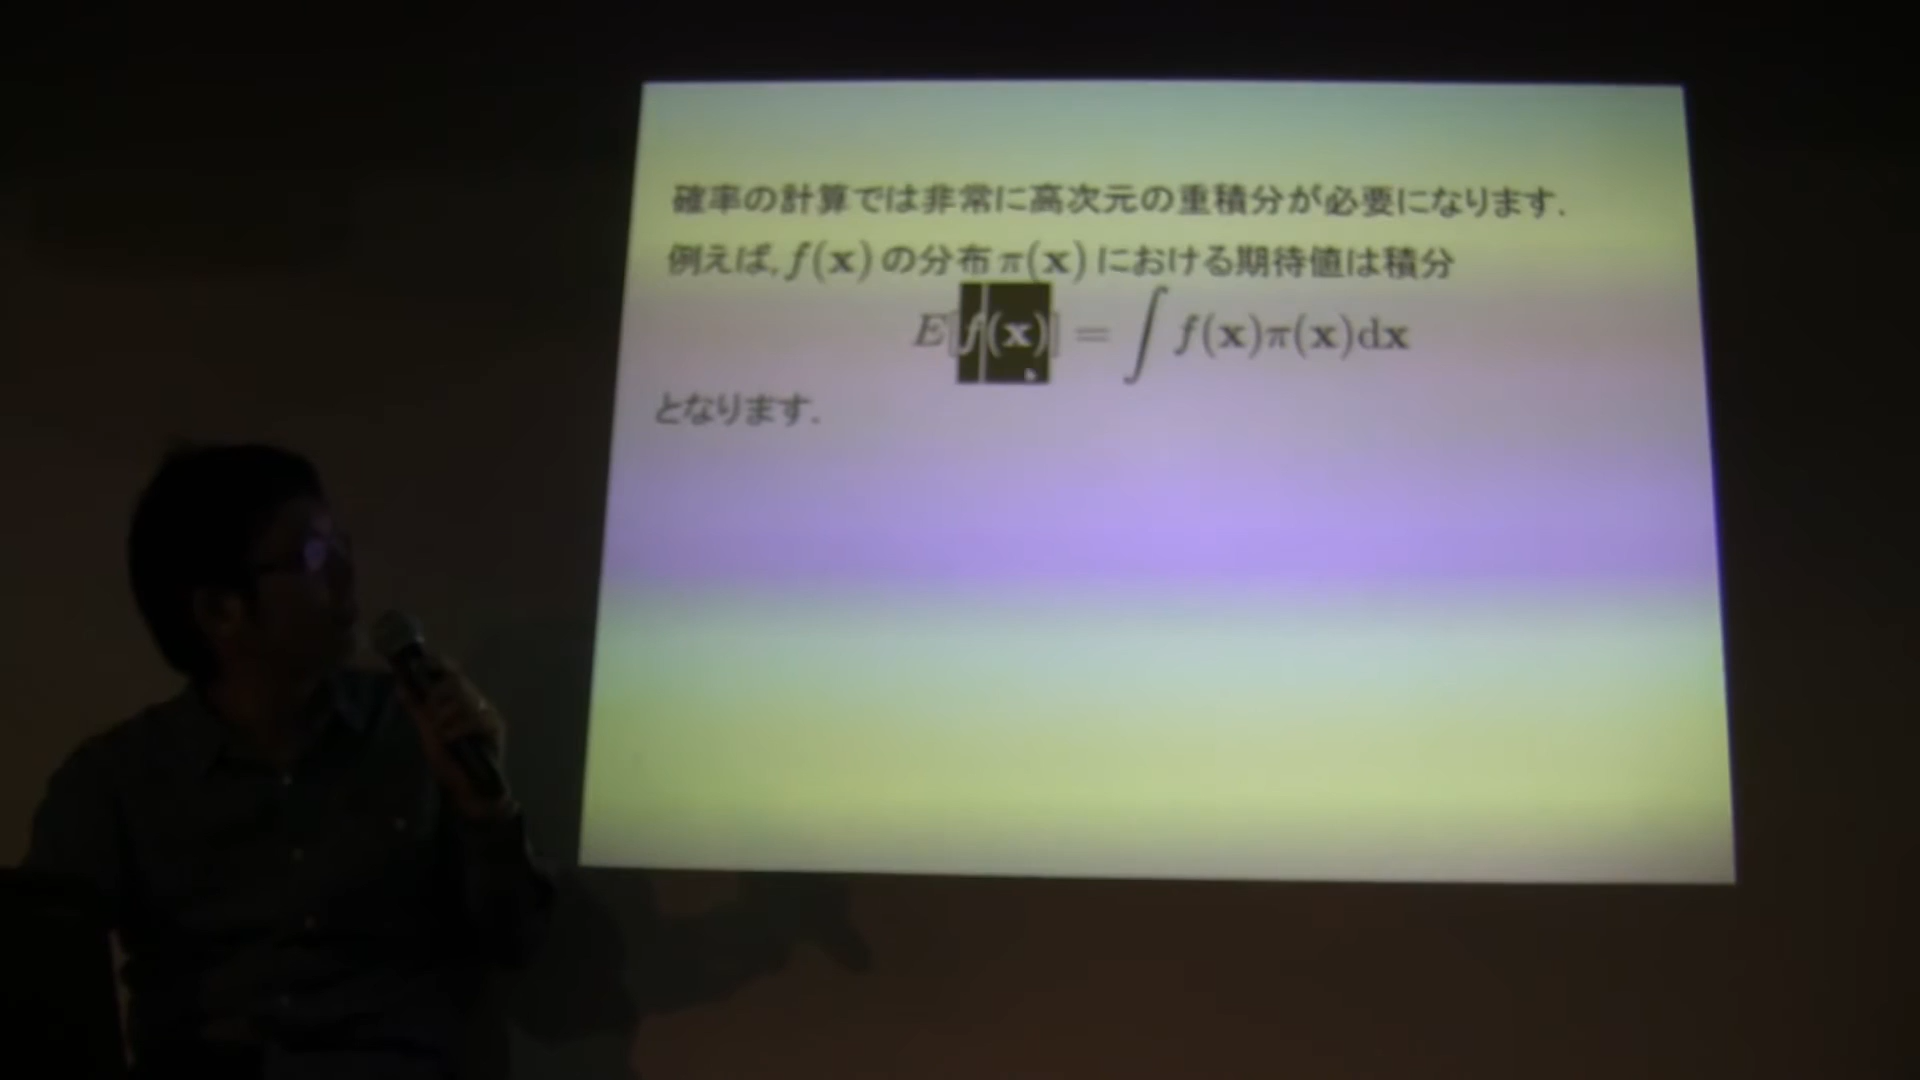 確率の計算では非常に高次元の重積分が必要になります.
例えば, f(x) の分布 π(x) における期待値は積分
E[f(x)] = ∫ f(x)π(x)dx
となります.